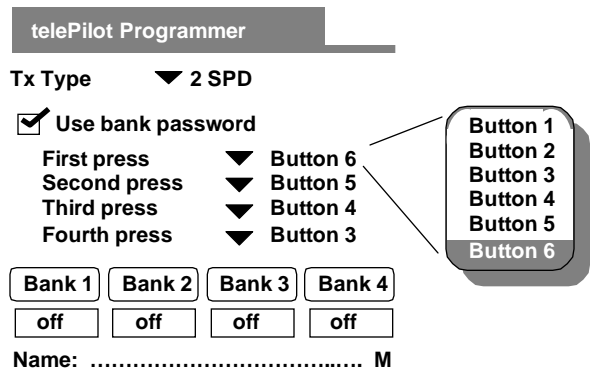 telePilot Programmer
Tx Type 2 SPD
Use bank password
First press Button 6
Second press Button 5
Third press Button 4
Fourth press Button 3
Button 1
Button 2
Button 3
Button 4
Button 5
Button 6
Bank 1 Bank 2 Bank 3 Bank 4
off off off off
Name: ……………………………..…. M